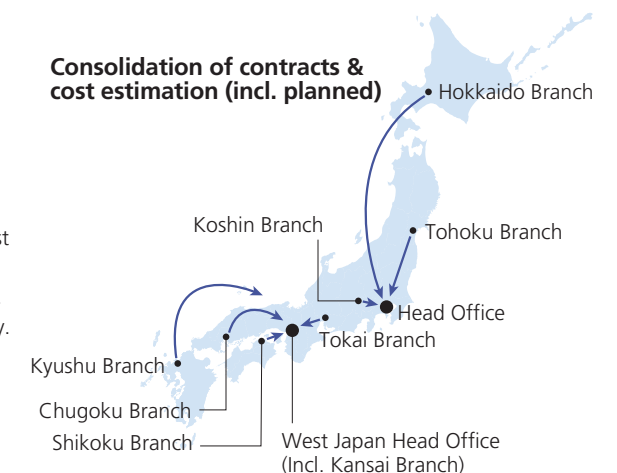 Consolidation of contracts &
cost estimation (incl. planned)
Hokkaido Branch
Koshin Branch
st
Tohoku Branch
Head Office
y.
Tokai Branch
Kyushu Branch
Chugoku Branch
Shikoku Branch
West Japan Head Office
(Incl. Kansai Branch)